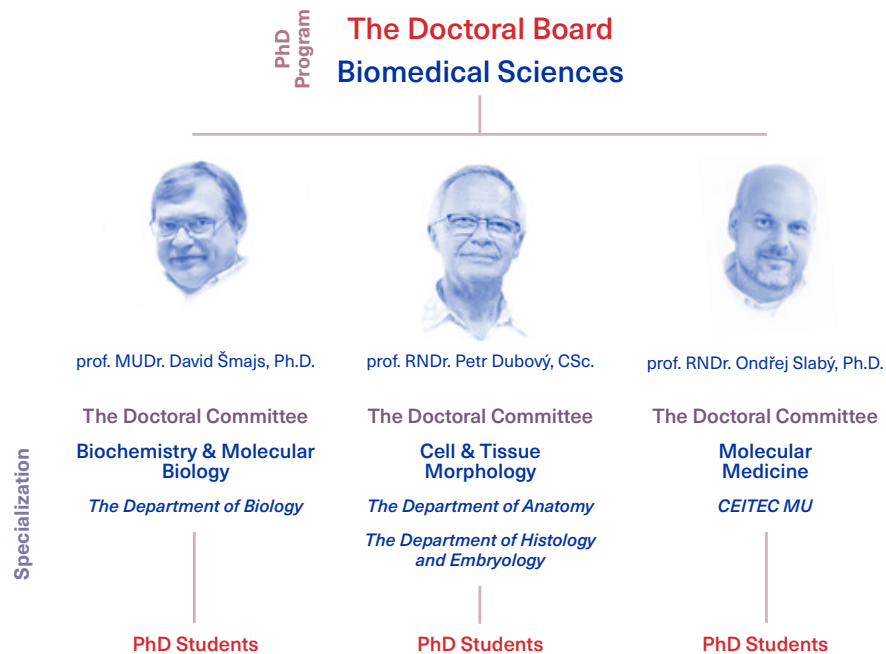 PhD
Program
The Doctoral Board
Biomedical Sciences
prof. MUDr. David Šmajs, Ph.D.
prof. RNDr. Petr Dubový, CSc.
prof. RNDr. Ondřej Slabý, Ph.D.
Specialization
The Doctoral Committee
Biochemistry & Molecular
Biology
The Department of Biology
PhD Students
The Doctoral Committee
Cell & Tissue
Morphology
The Department of Anatomy
The Department of Histology
and Embryology
PhD Students
The Doctoral Committee
Molecular
Medicine
CEITEC MU
PhD Students